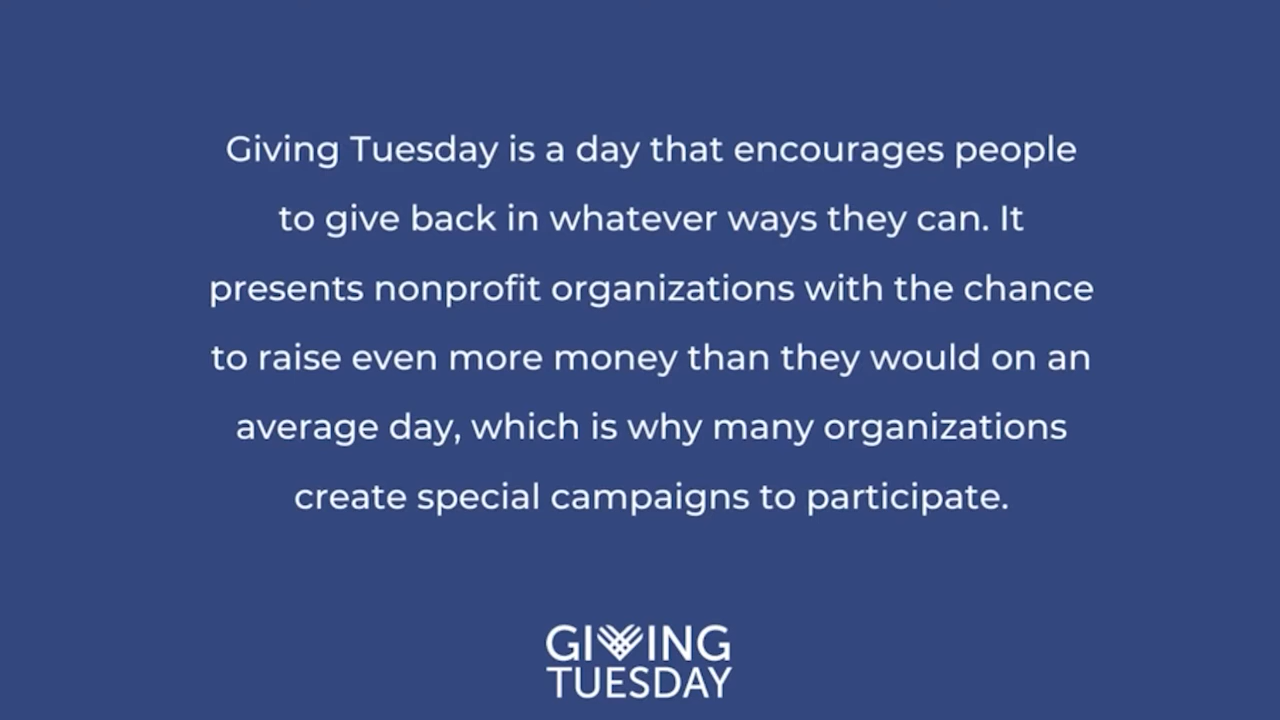 Giving Tuesday is a day that encourages people
to give back in whatever ways they can. It
presents nonprofit organizations with the chance
to raise even more money than they would on an
average day, which is why many organizations
create special campaigns to participate.
GIVING
TUESDAY